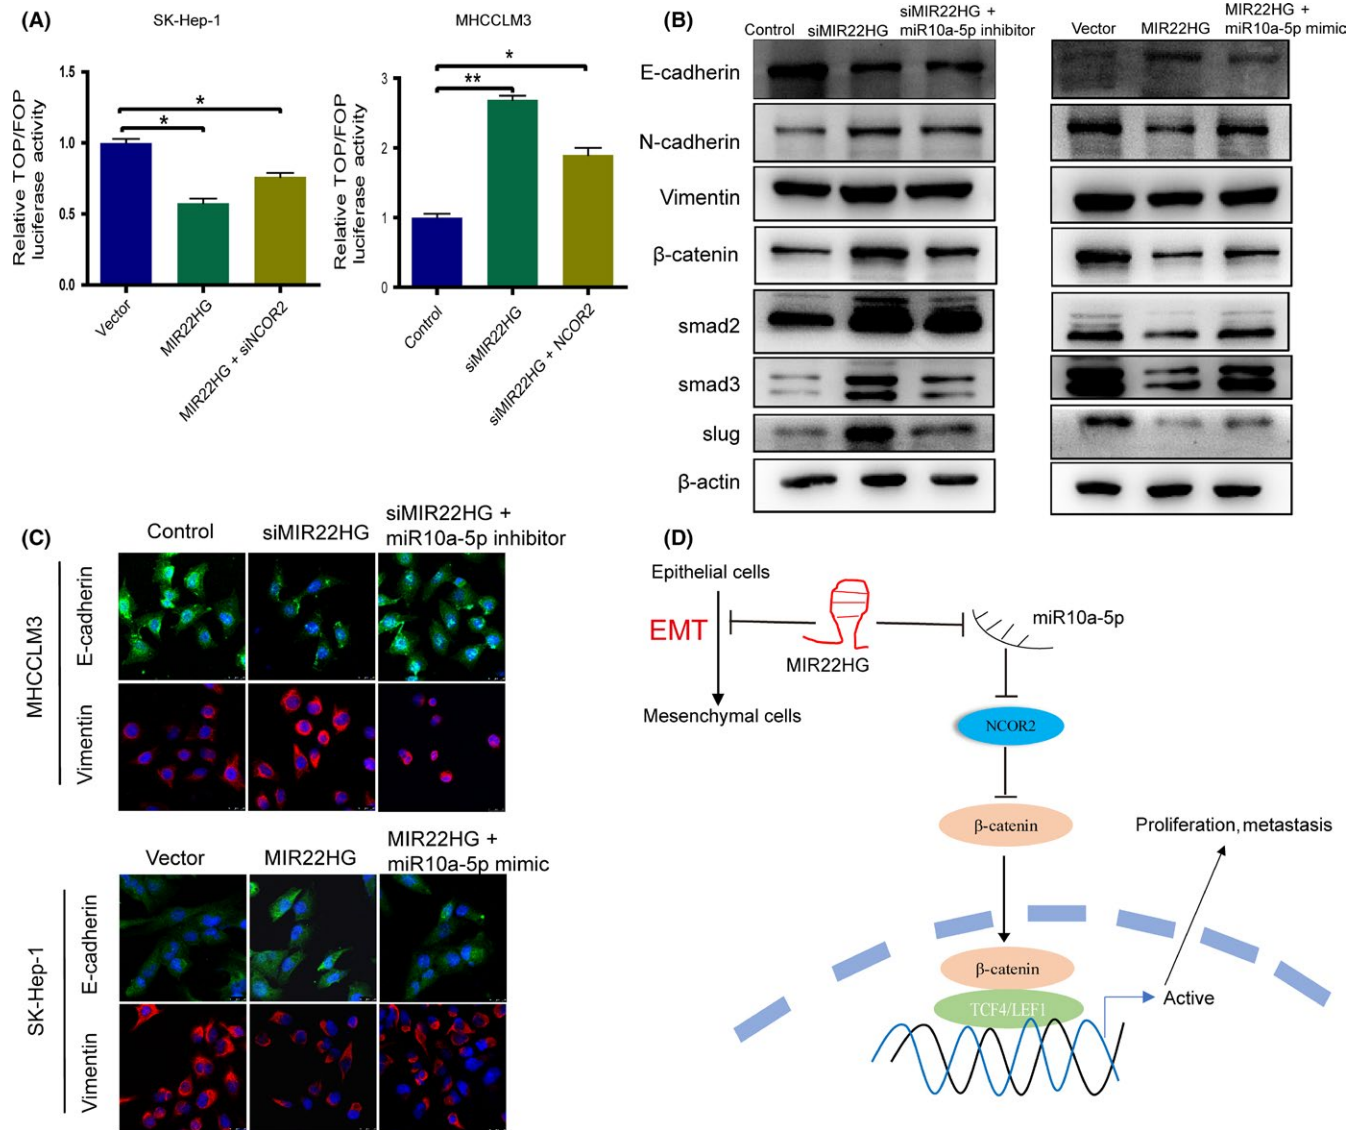 (A)
SK-Hep-1
Relative TOP/FOP
luciferase activity
1.5
1.0
0.5
0.0
*
*
Vector
MIR22HG
MIR22HG + siNCOR2
MHCCLM3
Relative TOP/FOP
luciferase activity
3
2
1
0
*
**
Control
siMIR22HG
siMIR22HG + NCOR2
(B)
Control
siMIR22HG
siMIR22HG +
miR10a-5p inhibitor
Vector
MIR22HG
MIR22HG +
miR10a-5p mimic
E-cadherin
N-cadherin
Vimentin
β-catenin
smad2
smad3
slug
β-actin
(C)
Control
siMIR22HG
siMIR22HG +
miR10a-5p inhibitor
MHCCLM3
E-cadherin
Vimentin
Vector
MIR22HG
MIR22HG +
miR10a-5p mimic
SK-Hep-1
E-cadherin
Vimentin
(D)
Epithelial cells
EMT
Mesenchymal cells
MIR22HG
miR10a-5p
NCOR2
β-catenin
Proliferation, metastasis
β-catenin
TCF4/LEF1
Active